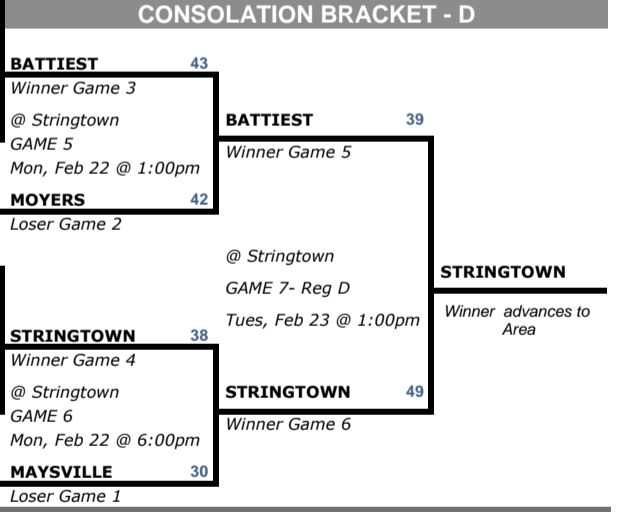 CONSOLATION BRACKET - D
BATTIEST 43
Winner Game 3
@ Stringtown
GAME 5
Mon, Feb 22 @ 1:00pm
MOYERS 42
Loser Game 2
BATTIEST 39
Winner Game 5
@ Stringtown
GAME 7- Reg D
Tues, Feb 23 @ 1:00pm
STRINGTOWN
Winner advances to
Area
STRINGTOWN 38
Winner Game 4
@ Stringtown
GAME 6
Mon, Feb 22 @ 6:00pm
MAYSVILLE 30
Loser Game 1
STRINGTOWN 49
Winner Game 6